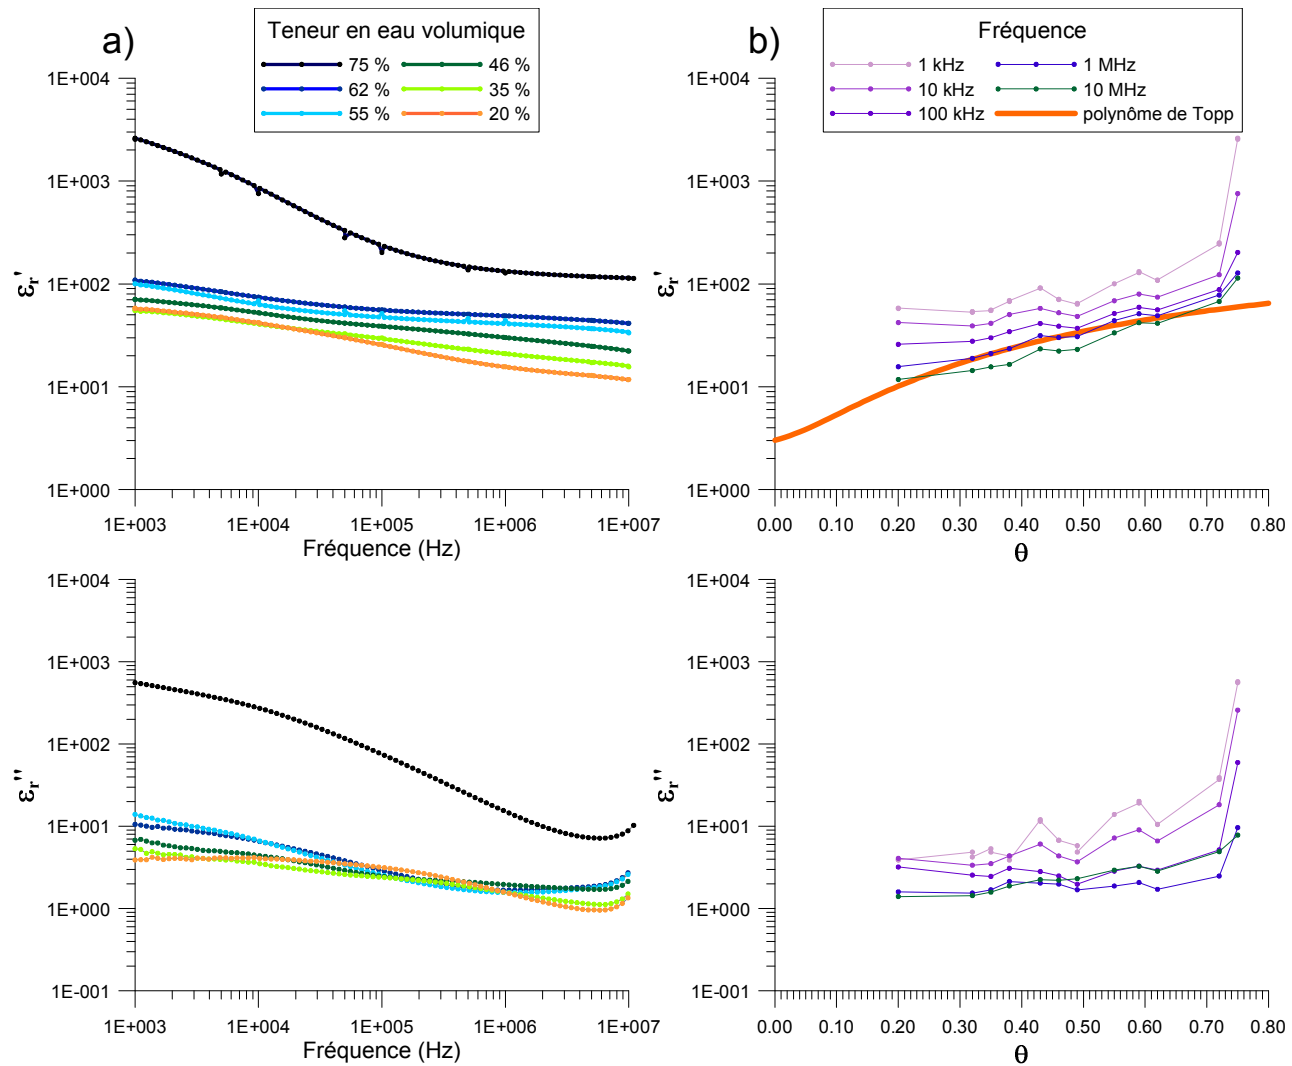 a)
Teneur en eau volumique
75 % 46 %
62 % 35 %
55 % 20 %
1E+004
1E+003
1E+002
1E+001
1E+000
εr'
1E+003 1E+004 1E+005 1E+006 1E+007
Fréquence (Hz)
b)
Fréquence
1 kHz 1 MHz
10 kHz 10 MHz
100 kHz polynôme de Topp
1E+004
1E+003
1E+002
1E+001
1E+000
εr'
0.00 0.10 0.20 0.30 0.40 0.50 0.60 0.70 0.80
θ
1E+004
1E+003
1E+002
1E+001
1E+000
1E-001
εr''
1E+003 1E+004 1E+005 1E+006 1E+007
Fréquence (Hz)
1E+004
1E+003
1E+002
1E+001
1E+000
1E-001
εr''
0.00 0.10 0.20 0.30 0.40 0.50 0.60 0.70 0.80
θ